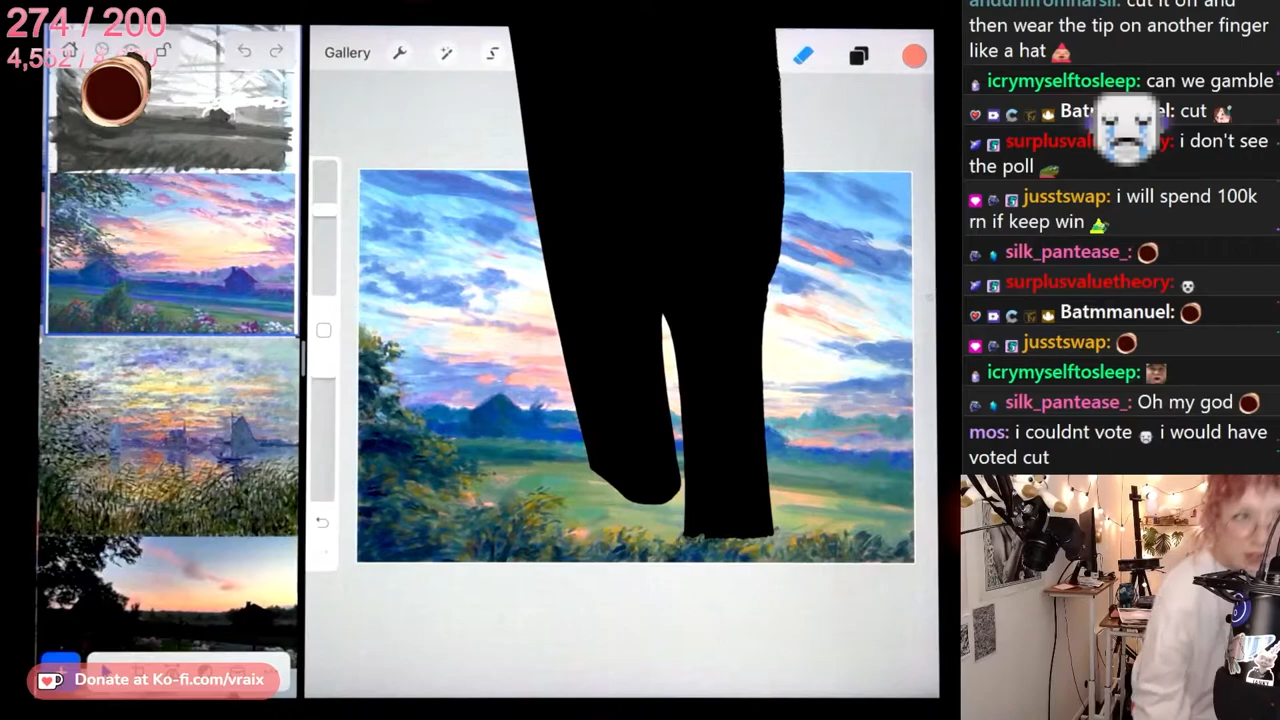 274 / 200
Gallery
cut it off and
then wear the tip on another finger
like a hat
icrymyselftosleep: can we gamble
cut
i don't see
the poll
jusstswap: i will spend 100k
rn if keep win
silk_pantease_:
surplusvaluetheory:
Batmmanuel:
jusstswap:
icrymyselftosleep:
silk_pantease_: Oh my god
mos: i couldnt vote i would have
voted cut
Donate at Ko-fi.com/vraix